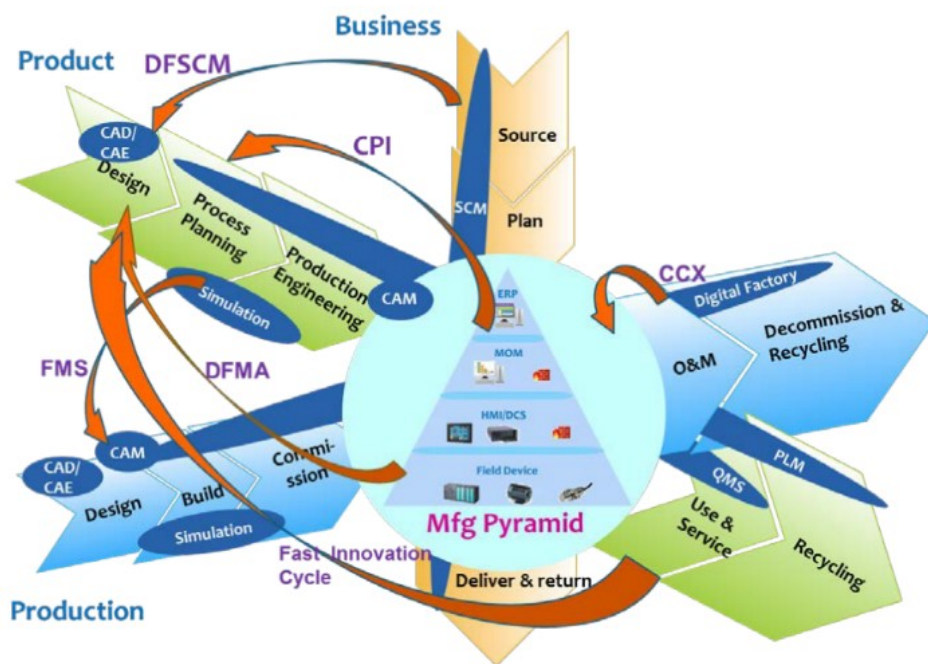 Business
Product
DFSCM
CAD/
CAE
Design
Source
CPI
Process
Planning
SCM
Plan
Production
Engineering
CAM
Simulation
CCX
Digital Factory
Decommission &
Recycling
O&M
ERP
MOM
HMI/DCS
Field Device
Mfg Pyramid
FMS
DFMA
CAM
CAD/
CAE
Design
Build
Commi-
ssion
Simulation
PLM
QMS
Use &
Service
Recycling
Fast Innovation
Cycle
Deliver & return
Production